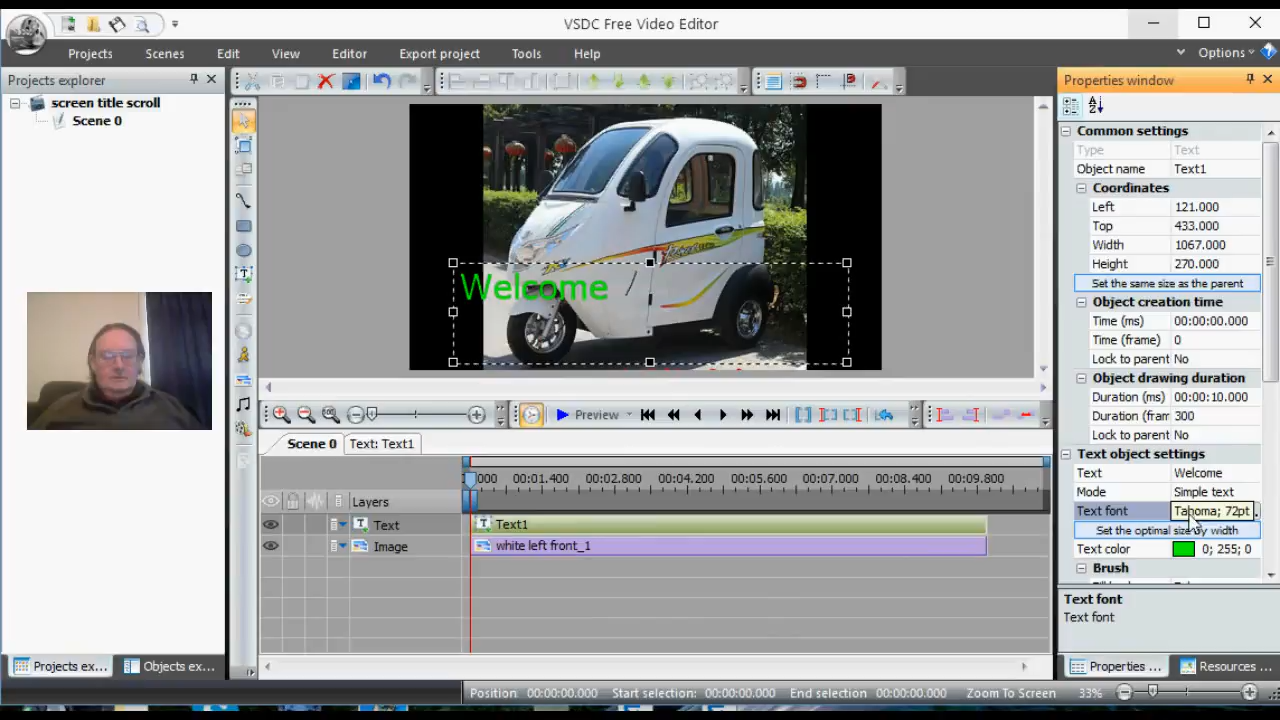 VSDC Free Video Editor
Projects Scenes Edit View Editor Export project Tools Help Options
Projects explorer
screen title scroll
Scene 0
Welcome
Preview
Scene 0 Text: Text1
000 00:01.400 00:02.800 00:04.200 00:05.600 00:07.000 00:08.400 00:09.800
Layers
Text Text1
Image white left front_1
Projects ex... Objects ex...
Position: 00:00:00.000 Start selection: 00:00:00.000 End selection: 00:00:00.000 Zoom To Screen 33%
Properties window
Common settings
Type Text
Object name Text1
Coordinates
Left 121.000
Top 433.000
Width 1067.000
Height 270.000
Set the same size as the parent
Object creation time
Time (ms) 00:00:00.000
Time (frame) 0
Lock to parent No
Object drawing duration
Duration (ms) 00:00:10.000
Duration (fram 300
Lock to parent No
Text object settings
Text Welcome
Mode Simple text
Text font Tahoma; 72pt
Set the optimal size by width
Text color 0; 255; 0
Brush
Text font
Text font
Properties ... Resources ...